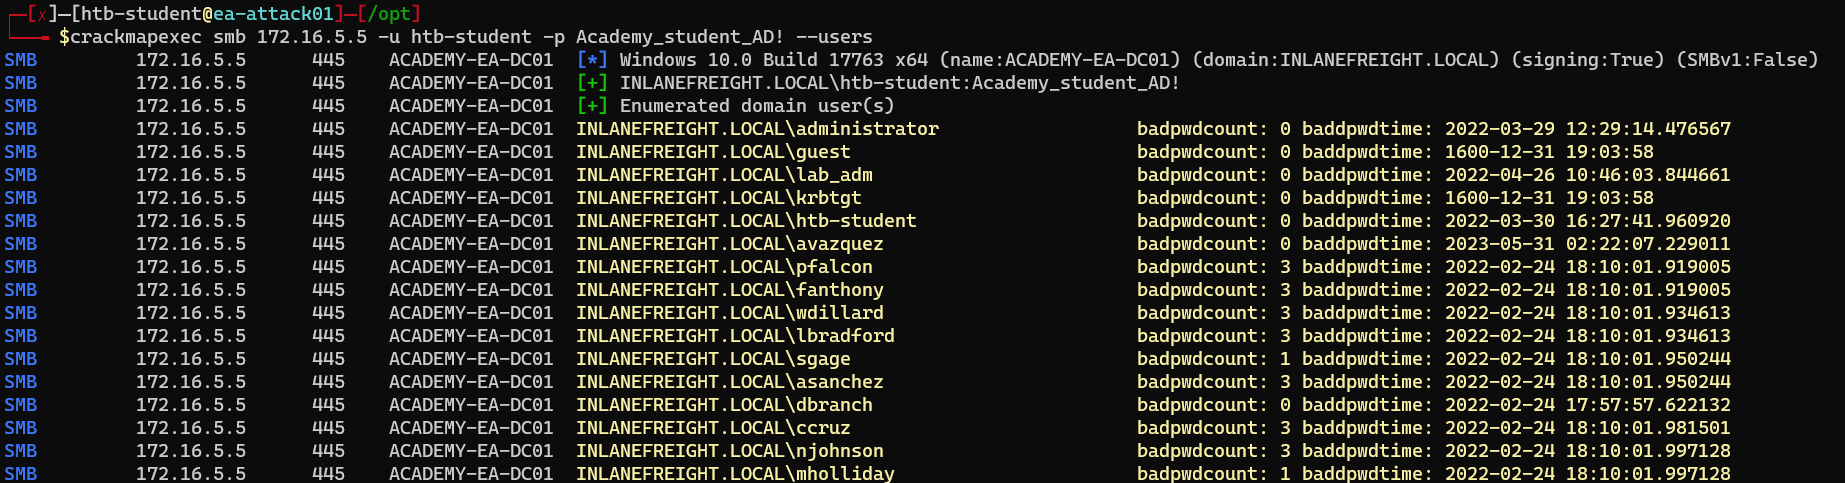 [x]─[htb-student@ea-attack01]─[/opt]
$crackmapexec smb 172.16.5.5 -u htb-student -p Academy_student_AD! --users
SMB         172.16.5.5      445    ACADEMY-EA-DC01  [*] Windows 10.0 Build 17763 x64 (name:ACADEMY-EA-DC01) (domain:INLANEFREIGHT.LOCAL) (signing:True) (SMBv1:False)
SMB         172.16.5.5      445    ACADEMY-EA-DC01  [+] INLANEFREIGHT.LOCAL\htb-student:Academy_student_AD!
SMB         172.16.5.5      445    ACADEMY-EA-DC01  [+] Enumerated domain user(s)
SMB         172.16.5.5      445    ACADEMY-EA-DC01  INLANEFREIGHT.LOCAL\administrator                  badpwdcount: 0 baddpwdtime: 2022-03-29 12:29:14.476567
SMB         172.16.5.5      445    ACADEMY-EA-DC01  INLANEFREIGHT.LOCAL\guest                          badpwdcount: 0 baddpwdtime: 1600-12-31 19:03:58
SMB         172.16.5.5      445    ACADEMY-EA-DC01  INLANEFREIGHT.LOCAL\lab_adm                        badpwdcount: 0 baddpwdtime: 2022-04-26 10:46:03.844661
SMB         172.16.5.5      445    ACADEMY-EA-DC01  INLANEFREIGHT.LOCAL\krbtgt                         badpwdcount: 0 baddpwdtime: 1600-12-31 19:03:58
SMB         172.16.5.5      445    ACADEMY-EA-DC01  INLANEFREIGHT.LOCAL\htb-student                    badpwdcount: 0 baddpwdtime: 2022-03-30 16:27:41.960920
SMB         172.16.5.5      445    ACADEMY-EA-DC01  INLANEFREIGHT.LOCAL\avazquez                       badpwdcount: 0 baddpwdtime: 2023-05-31 02:22:07.229011
SMB         172.16.5.5      445    ACADEMY-EA-DC01  INLANEFREIGHT.LOCAL\pfalcon                        badpwdcount: 3 baddpwdtime: 2022-02-24 18:10:01.919005
SMB         172.16.5.5      445    ACADEMY-EA-DC01  INLANEFREIGHT.LOCAL\fanthony                       badpwdcount: 3 baddpwdtime: 2022-02-24 18:10:01.919005
SMB         172.16.5.5      445    ACADEMY-EA-DC01  INLANEFREIGHT.LOCAL\wdillard                       badpwdcount: 3 baddpwdtime: 2022-02-24 18:10:01.934613
SMB         172.16.5.5      445    ACADEMY-EA-DC01  INLANEFREIGHT.LOCAL\lbradford                      badpwdcount: 3 baddpwdtime: 2022-02-24 18:10:01.934613
SMB         172.16.5.5      445    ACADEMY-EA-DC01  INLANEFREIGHT.LOCAL\sgage                          badpwdcount: 1 baddpwdtime: 2022-02-24 18:10:01.950244
SMB         172.16.5.5      445    ACADEMY-EA-DC01  INLANEFREIGHT.LOCAL\asanchez                       badpwdcount: 3 baddpwdtime: 2022-02-24 18:10:01.950244
SMB         172.16.5.5      445    ACADEMY-EA-DC01  INLANEFREIGHT.LOCAL\dbranch                        badpwdcount: 0 baddpwdtime: 2022-02-24 17:57:57.622132
SMB         172.16.5.5      445    ACADEMY-EA-DC01  INLANEFREIGHT.LOCAL\ccruz                          badpwdcount: 3 baddpwdtime: 2022-02-24 18:10:01.981501
SMB         172.16.5.5      445    ACADEMY-EA-DC01  INLANEFREIGHT.LOCAL\njohnson                       badpwdcount: 3 baddpwdtime: 2022-02-24 18:10:01.997128
SMB         172.16.5.5      445    ACADEMY-EA-DC01  INLANEFREIGHT.LOCAL\mholliday                      badpwdcount: 1 baddpwdtime: 2022-02-24 18:10:01.997128